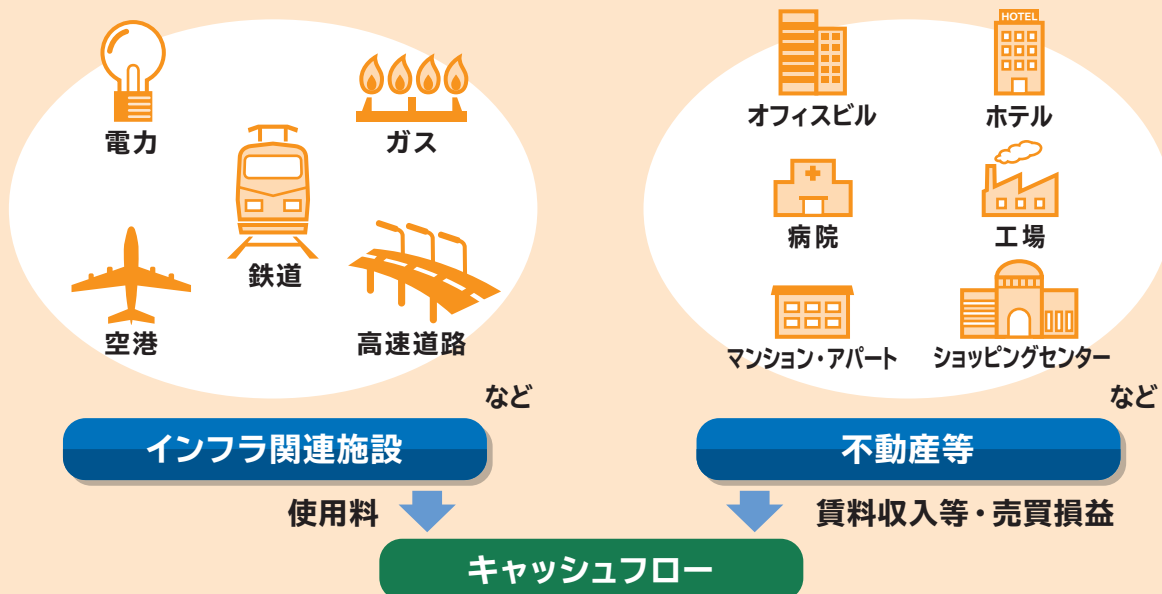 電力
ガス
鉄道
空港
高速道路
など
インフラ関連施設
使用料
HOTEL
オフィスビル
ホテル
病院
工場
マンション・アパート
ショッピングセンター
など
不動産等
賃料収入等・売買損益
キャッシュフロー